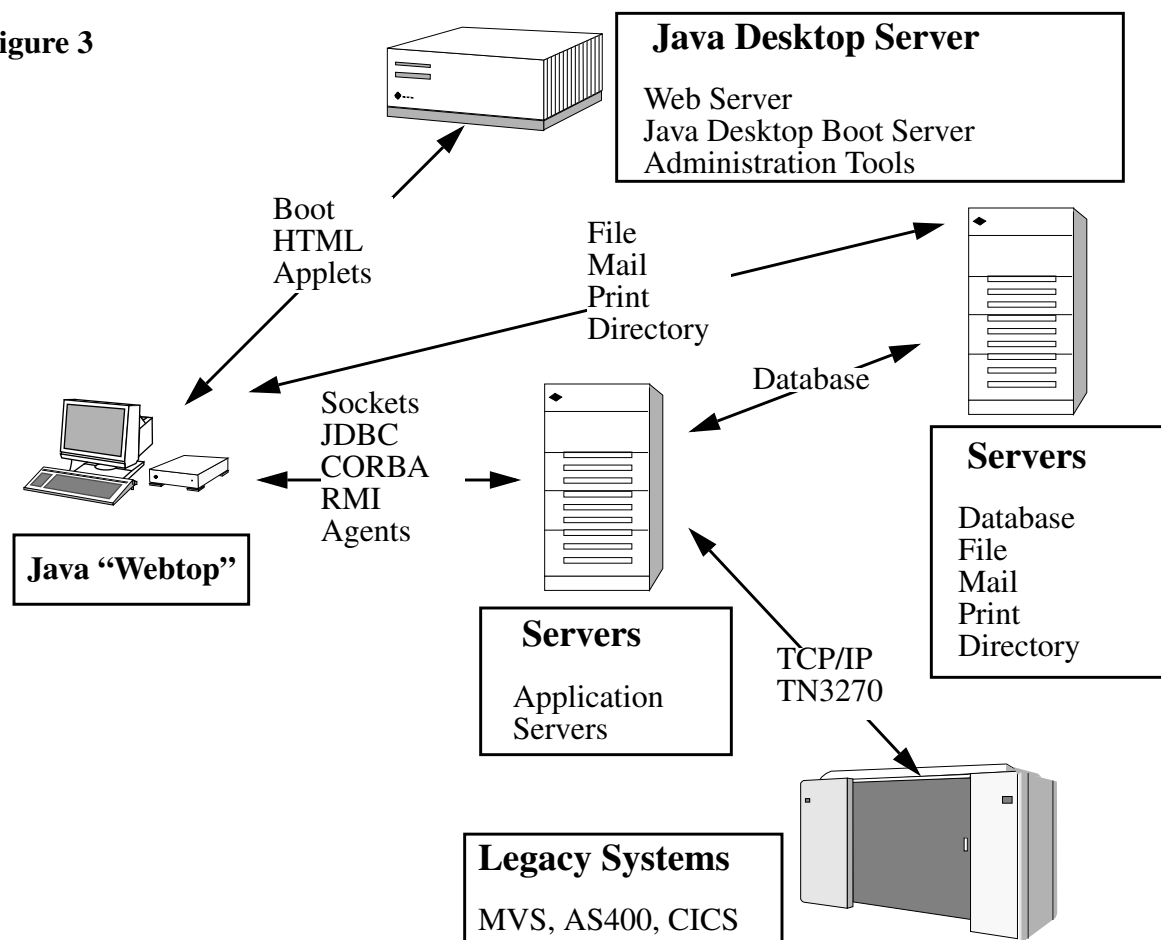 igure 3
Java Desktop Server
Web Server
Java Desktop Boot Server
Administration Tools
Boot
HTML
Applets
File
Mail
Print
Directory
Database
Sockets
JDBC
CORBA
RMI
Agents
Java “Webtop”
Servers
Database
File
Mail
Print
Directory
Servers
Application
Servers
TCP/IP
TN3270
Legacy Systems
MVS, AS400, CICS